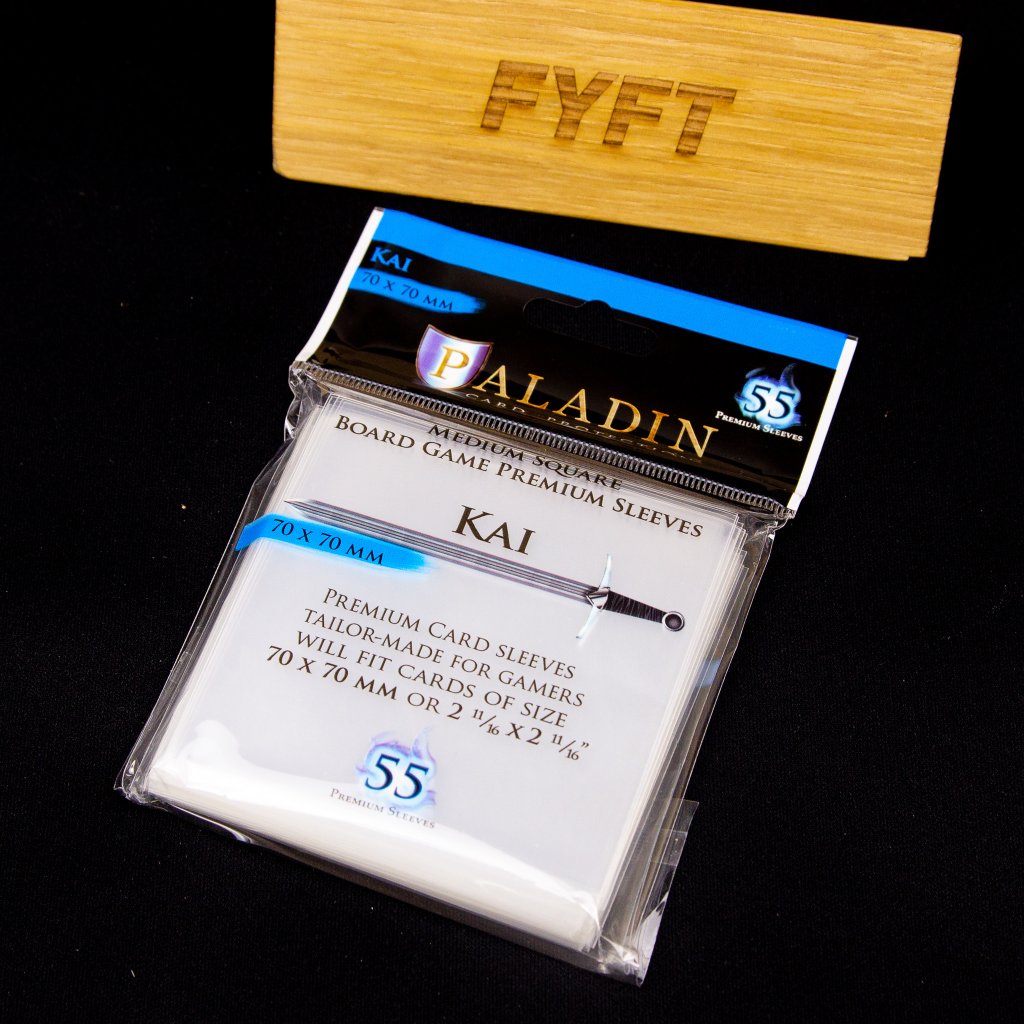 FYFT
KAI
70 X 70 MM
PALADIN
55
PREMIUM SLEEVES
MEDIUM SQUARE
BOARD GAME PREMIUM SLEEVES
KAI
70 X 70 MM
PREMIUM CARD SLEEVES
TAILOR-MADE FOR GAMERS
WILL FIT CARDS OF SIZE
70 X 70 MM OR 2 11/16 X 2 11/16"
55
PREMIUM SLEEVES